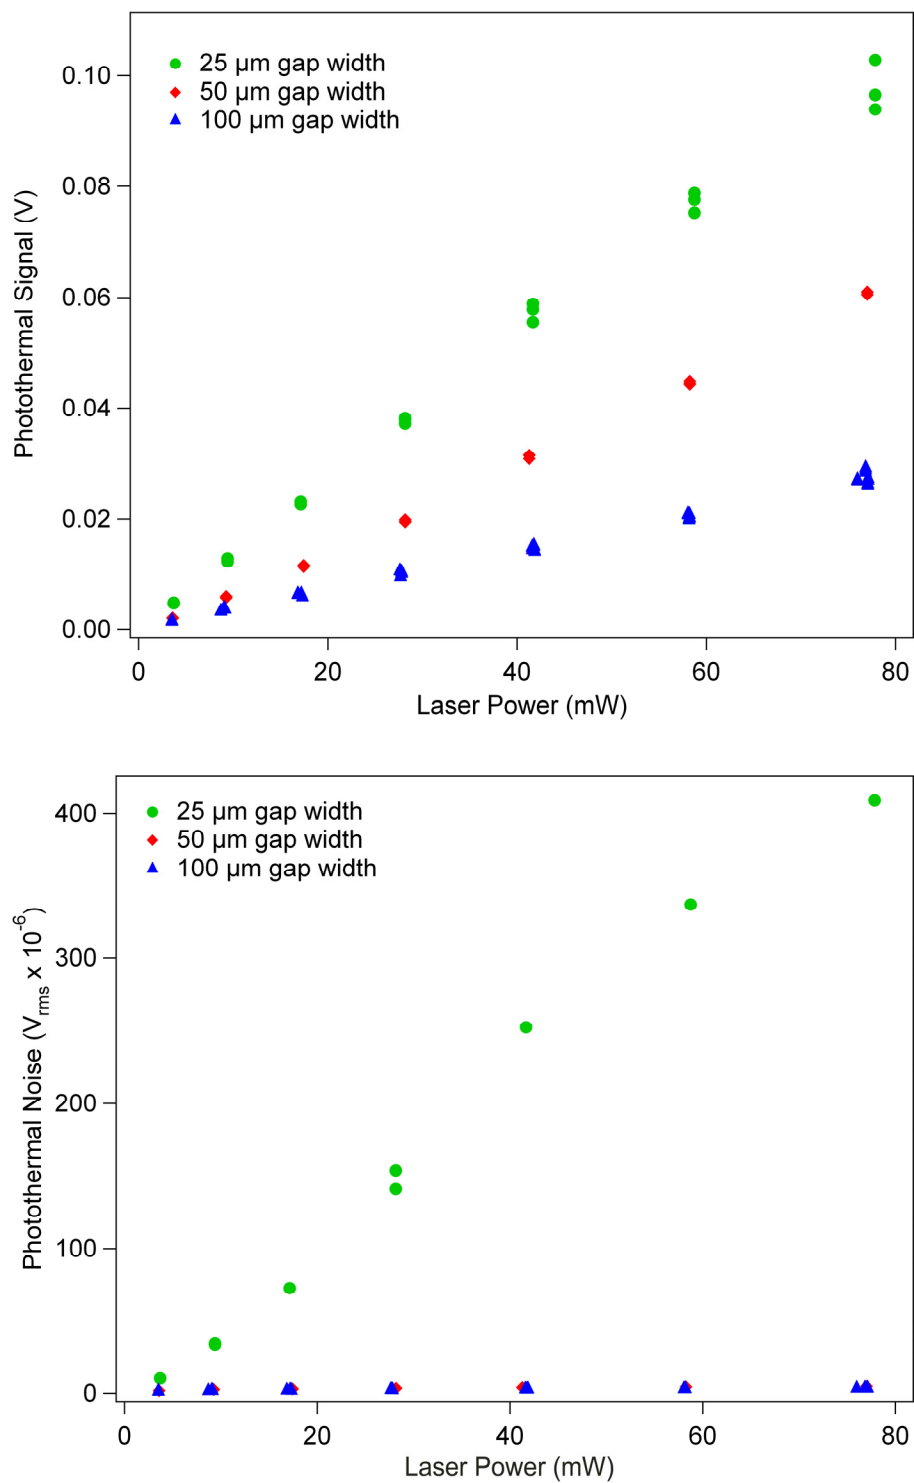 25 µm gap width
50 µm gap width
100 µm gap width
0.10
0.08
0.06
0.04
0.02
0.00
Photothermal Signal (V)
0 20 40 60 80
Laser Power (mW)
25 µm gap width
50 µm gap width
100 µm gap width
400
300
200
100
0
Photothermal Noise (Vrms x 10-6)
0 20 40 60 80
Laser Power (mW)